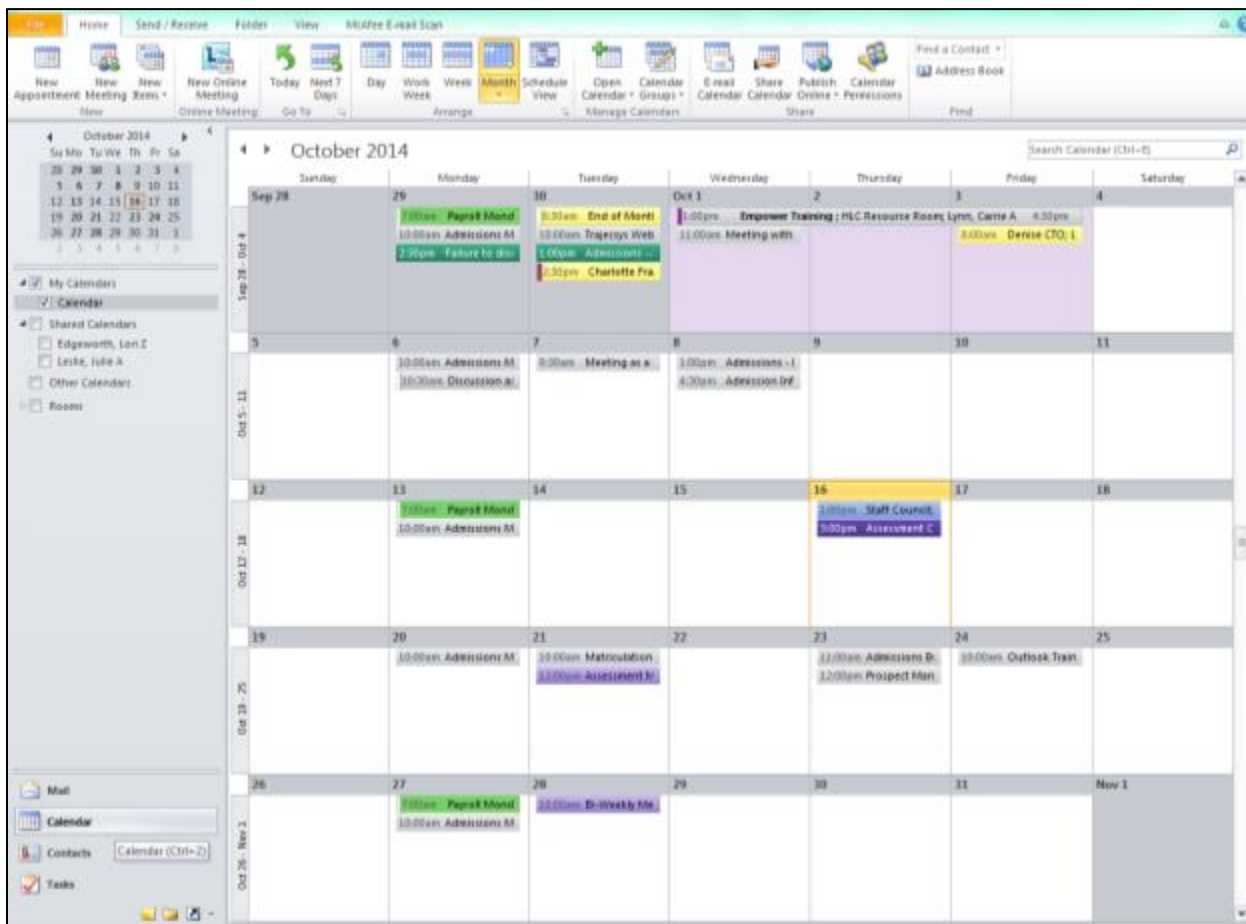 File Home Send / Receive Folder View McAfee E-mail Scan
New Appointment
New Meeting
New Items
New Online Meeting
Today
Next 7 Days
Day
Work Week
Week
Month
Schedule View
Open Calendar
Calendar Groups
E-mail Calendar
Share Calendar
Publish Online
Calendar Permissions
Find a Contact
Address Book
New Online Meeting Go To Arrange Manage Calendars Share Find
October 2014
Su Mo Tu We Th Fr Sa
28 29 30 1 2 3 4
5 6 7 8 9 10 11
12 13 14 15 16 17 18
19 20 21 22 23 24 25
26 27 28 29 30 31 1
2 3 4 5 6 7 8
My Calendars
Calendar
Shared Calendars
Edgeworth, Lori Z
Leslie, Julie A
Other Calendars
Rooms
Mail
Calendar
Contacts
Calendar (Ctrl+2)
Tasks
October 2014
Search Calendar (Ctrl+E)
Sunday Monday Tuesday Wednesday Thursday Friday Saturday
Sep 28 - Oct 4
Sep 28 29 30 Oct 1 2 3 4
7:00am Payroll Mond
10:00am Admissions M
2:30pm Failure to disc
8:30am End of Montl
10:00am Trajecsys Web
1:00pm Admissions -
2:30pm Charlotte Fra
1:00pm Empower Training ; HLC Resource Room; Lynn, Carrie A 4:30pm
11:00am Meeting with
8:00am Denise CTO; L
Oct 5 - 11
5 6 7 8 9 10 11
10:00am Admissions M
10:30am Discussion ac
9:30am Meeting as a
1:00pm Admissions - I
4:30pm Admission Inf
Oct 12 - 18
12 13 14 15 16 17 18
7:00am Payroll Mond
10:00am Admissions M
1:00pm Staff Council,
3:00pm Assessment C
Oct 19 - 25
19 20 21 22 23 24 25
10:00am Admissions M
10:00am Matriculation
12:00pm Assessment
11:00am Admissions
12:00pm Prospect Man
10:00am Outlook Train
Oct 26 - Nov 1
26 27 28 29 30 31 Nov 1
7:00am Payroll Mond
10:00am Admissions M
10:00am Bi-Weekly Me